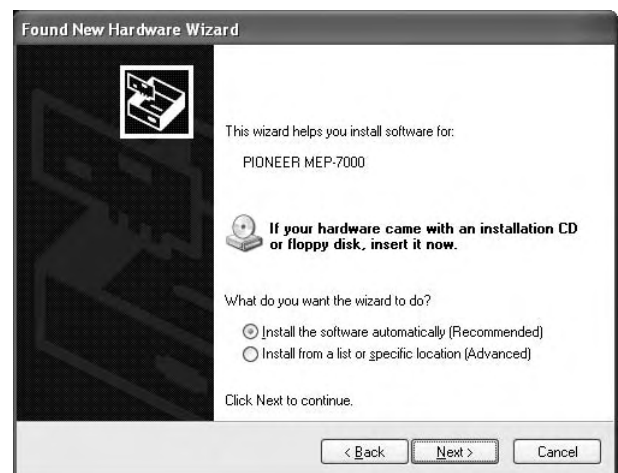 Found New Hardware Wizard
This wizard helps you install software for:
PIONEER MEP-7000
If your hardware came with an installation CD
or floppy disk, insert it now.
What do you want the wizard to do?
Install the software automatically (Recommended)
Install from a list or specific location (Advanced)
Click Next to continue.
< Back Next > Cancel